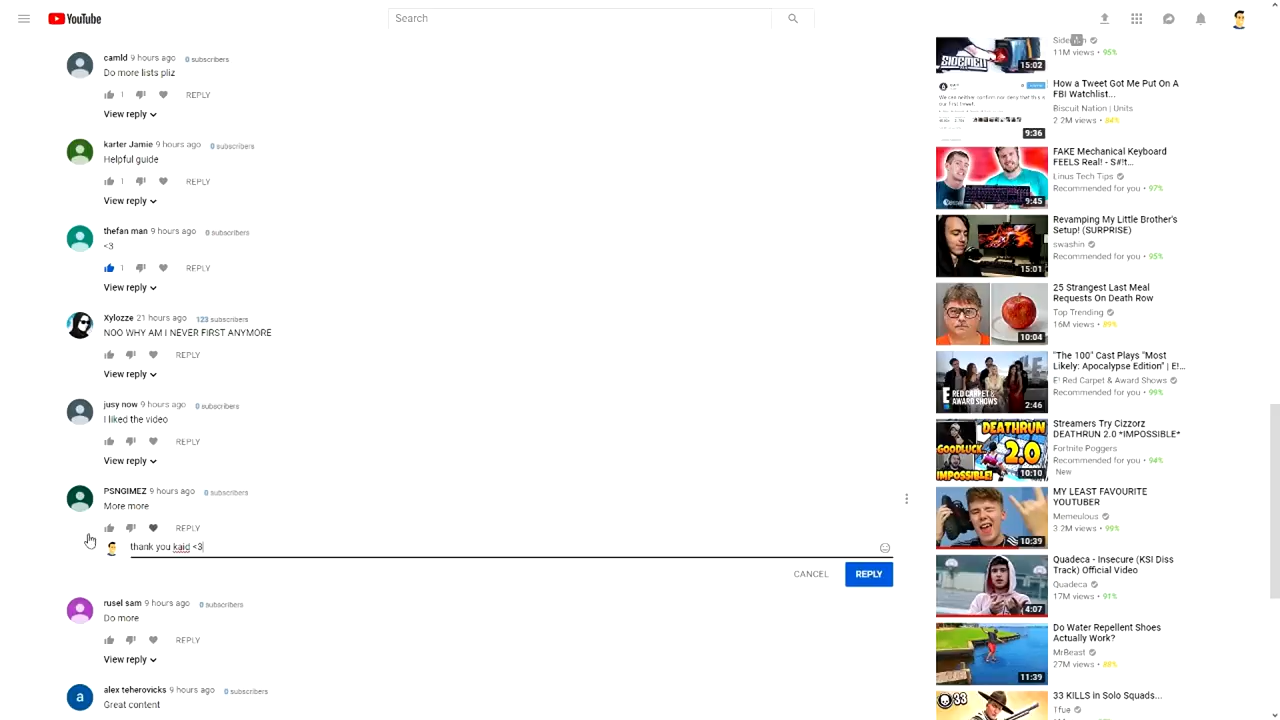 YouTube
Search
camld 9 hours ago 0 subscribers
Do more lists pliz
1 REPLY
View reply
karter Jamie 9 hours ago 0 subscribers
Helpful guide
1 REPLY
View reply
thefan man 9 hours ago 0 subscribers
<3
1 REPLY
View reply
Xylozze 21 hours ago 123 subscribers
NOO WHY AM I NEVER FIRST ANYMORE
REPLY
View reply
jusy now 9 hours ago 0 subscribers
I liked the video
REPLY
View reply
PSNGIMEZ 9 hours ago 0 subscribers
More more
REPLY
thank you kaid <3
CANCEL REPLY
rusel sam 9 hours ago 0 subscribers
Do more
REPLY
View reply
alex teherovicks 9 hours ago 0 subscribers
a
Great content
SIDEMEN
15:02
11M views • 95%
9:36
How a Tweet Got Me Put On A
FBI Watchlist...
Biscuit Nation | Units
2.2M views • 84%
9:45
FAKE Mechanical Keyboard
FEELS Real! - S#!t...
Linus Tech Tips
Recommended for you • 97%
15:01
Revamping My Little Brother's
Setup! (SURPRISE)
swashin
Recommended for you • 95%
10:04
25 Strangest Last Meal
Requests On Death Row
Top Trending
16M views • 89%
E RED CARPET
& AWARD SHOWS
2:46
"The 100" Cast Plays "Most
Likely: Apocalypse Edition" | E!...
E! Red Carpet & Award Shows
Recommended for you • 99%
DEATHRUN
GOODLUCK..
2.0
IMPOSSIBLE!
10:10
Streamers Try Cizzorz
DEATHRUN 2.0 *IMPOSSIBLE*
Fortnite Poggers
Recommended for you • 94%
New
10:39
MY LEAST FAVOURITE
YOUTUBER
Memeulous
3.2M views • 99%
4:07
Quadeca - Insecure (KSI Diss
Track) Official Video
Quadeca
17M views • 91%
11:39
Do Water Repellent Shoes
Actually Work?
MrBeast
27M views • 88%
33
33 KILLS in Solo Squads...
Tfue